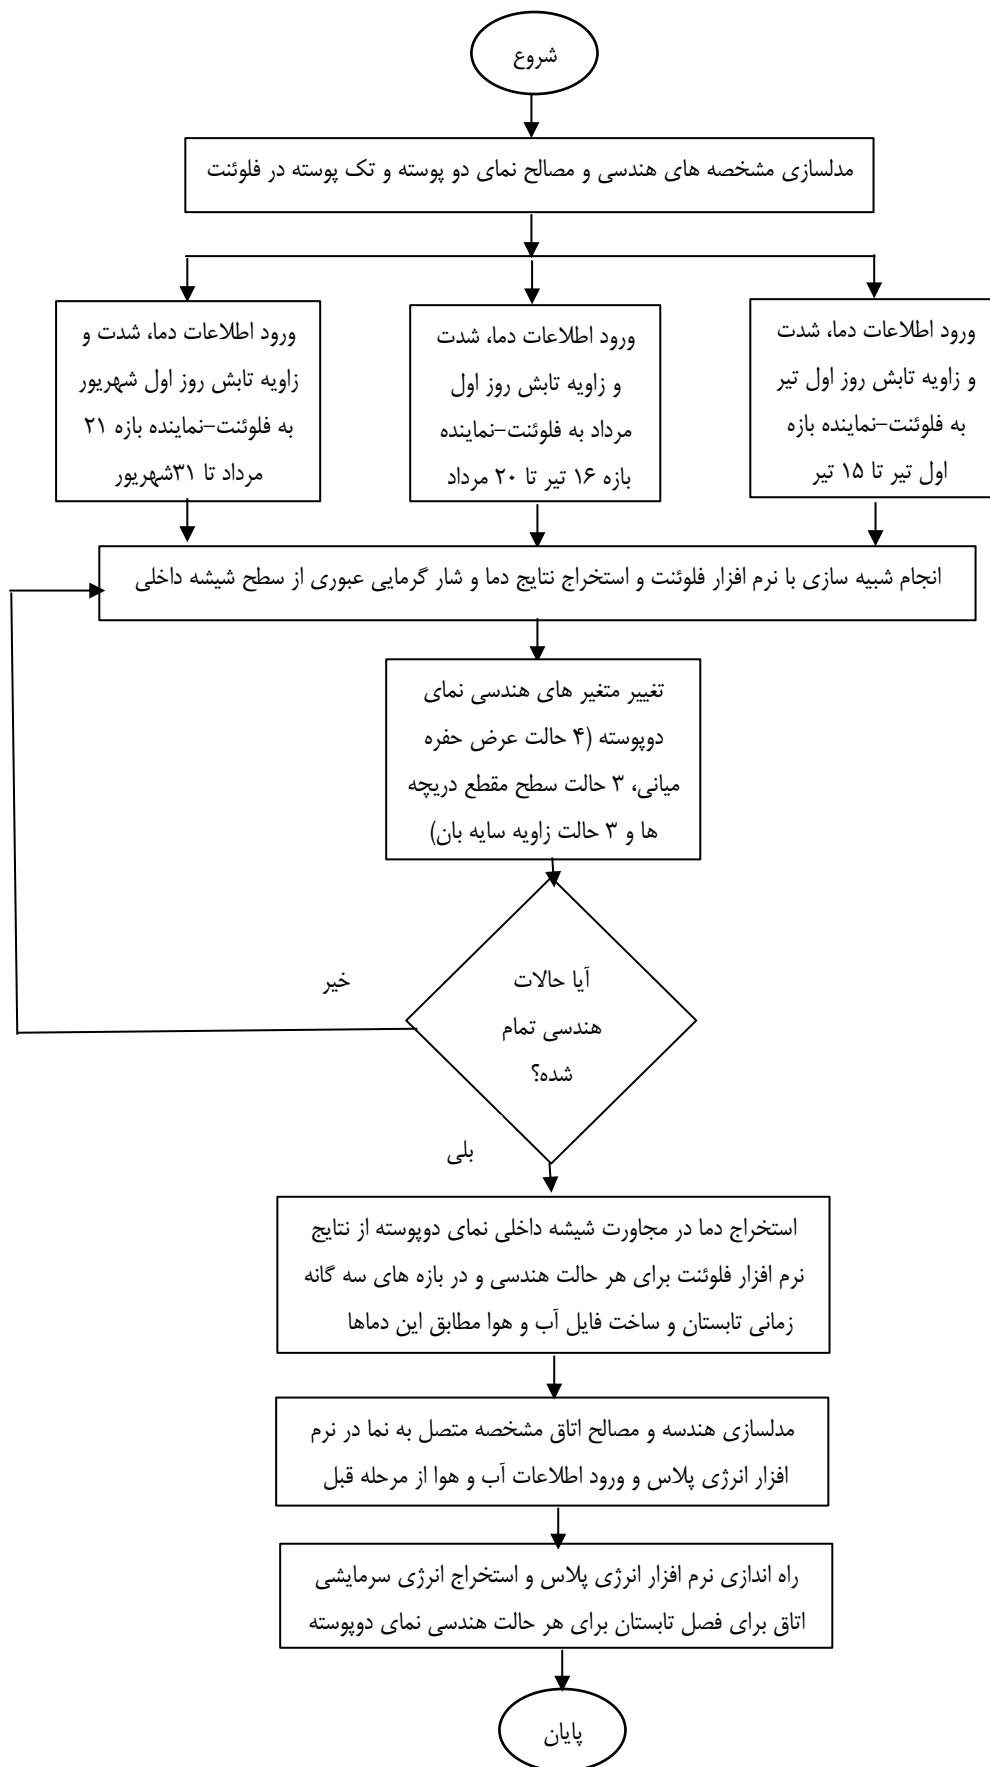 شروع
مدلسازی مشخصه های هندسی و مصالح نمای دو پوسته و تک پوسته در فلوئنت
ورود اطلاعات دما، شدت
و زاویه تابش روز اول تیر
به فلوئنت-نماینده بازه
اول تیر تا ۱۵ تیر
ورود اطلاعات دما، شدت
و زاویه تابش روز اول
مرداد به فلوئنت-نماینده
بازه ۱۶ تیر تا ۲۰ مرداد
ورود اطلاعات دما، شدت و
زاویه تابش روز اول شهریور
به فلوئنت-نماینده بازه ۲۱
مرداد تا ۳۱شهریور
انجام شبیه سازی با نرم افزار فلوئنت و استخراج نتایج دما و شار گرمایی عبوری از سطح شیشه داخلی
تغییر متغیر های هندسی نمای
دوپوسته (۴ حالت عرض حفره
میانی، ۳ حالت سطح مقطع دریچه
ها و ۳ حالت زاویه سایه بان)
آیا حالات
هندسی تمام
شده؟
خیر
بلی
استخراج دما در مجاورت شیشه داخلی نمای دوپوسته از نتایج
نرم افزار فلوئنت برای هر حالت هندسی و در بازه های سه گانه
زمانی تابستان و ساخت فایل آب و هوا مطابق این دماها
مدلسازی هندسه و مصالح اتاق مشخصه متصل به نما در نرم
افزار انرژی پلاس و ورود اطلاعات آب و هوا از مرحله قبل
راه اندازی نرم افزار انرژی پلاس و استخراج انرژی سرمایشی
اتاق برای فصل تابستان برای هر حالت هندسی نمای دوپوسته
پایان